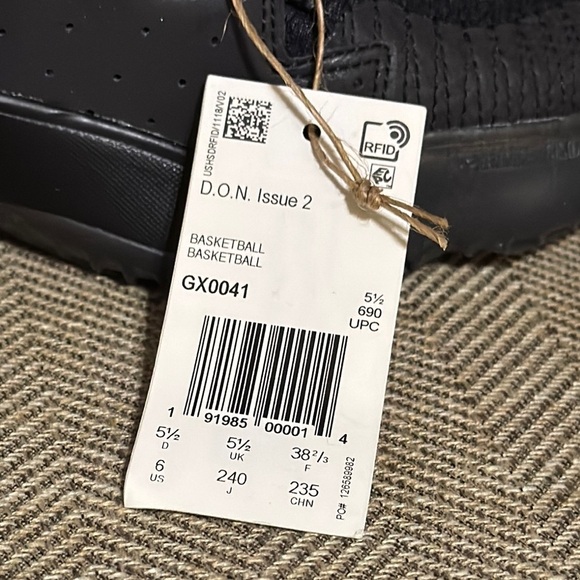 USHSDRFID/1118/V02
RFID
D.O.N. Issue 2
BASKETBALL
BASKETBALL
GX0041
5½
690
UPC
1 91985 00001 4
5½ 5½ 38²/₃
D UK F
6 240 235
US J CHN
PO# 126589982